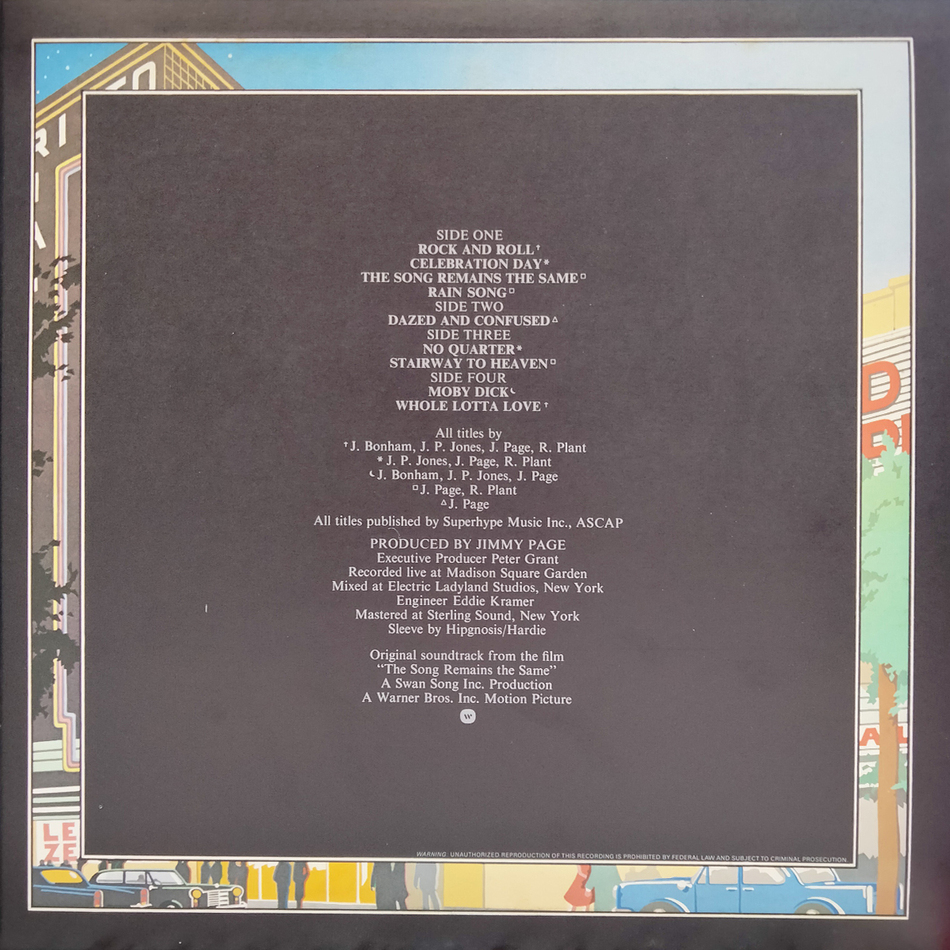 SIDE ONE
ROCK AND ROLL†
CELEBRATION DAY*
THE SONG REMAINS THE SAME□
RAIN SONG□
SIDE TWO
DAZED AND CONFUSED△
SIDE THREE
NO QUARTER*
STAIRWAY TO HEAVEN□
SIDE FOUR
MOBY DICK☾
WHOLE LOTTA LOVE†
All titles by
†J. Bonham, J. P. Jones, J. Page, R. Plant
*J. P. Jones, J. Page, R. Plant
☾J. Bonham, J. P. Jones, J. Page
□J. Page, R. Plant
△J. Page
All titles published by Superhype Music Inc., ASCAP
PRODUCED BY JIMMY PAGE
Executive Producer Peter Grant
Recorded live at Madison Square Garden
Mixed at Electric Ladyland Studios, New York
Engineer Eddie Kramer
Mastered at Sterling Sound, New York
Sleeve by Hipgnosis/Hardie
Original soundtrack from the film
“The Song Remains the Same”
A Swan Song Inc. Production
A Warner Bros. Inc. Motion Picture
W
LE
ZE
WARNING UNAUTHORIZED REPRODUCTION OF THIS RECORDING IS PROHIBITED BY FEDERAL LAW AND SUBJECT TO CRIMINAL PROSECUTION.